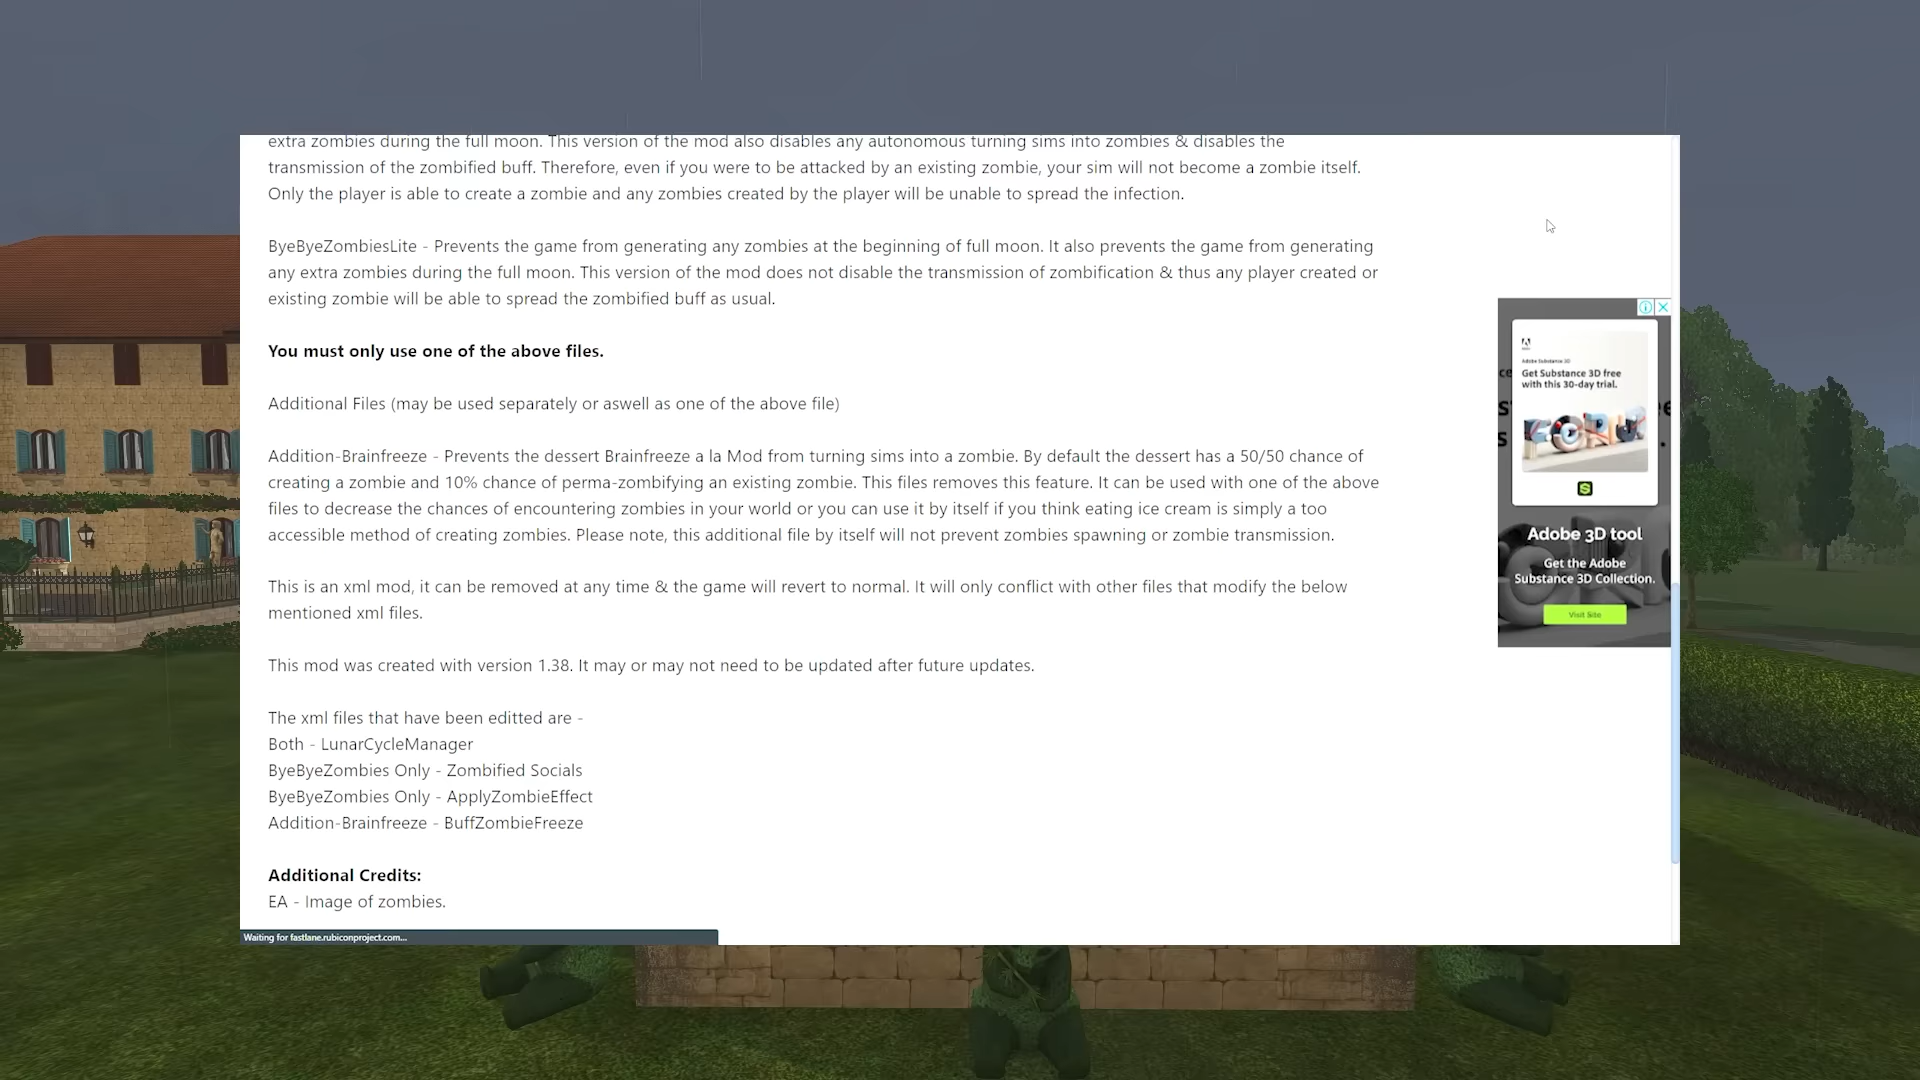 extra zombies during the full moon. This version of the mod also disables any autonomous turning sims into zombies & disables the
transmission of the zombified buff. Therefore, even if you were to be attacked by an existing zombie, your sim will not become a zombie itself.
Only the player is able to create a zombie and any zombies created by the player will be unable to spread the infection.
ByeByeZombiesLite - Prevents the game from generating any zombies at the beginning of full moon. It also prevents the game from generating
any extra zombies during the full moon. This version of the mod does not disable the transmission of zombification & thus any player created or
existing zombie will be able to spread the zombified buff as usual.
You must only use one of the above files.
Additional Files (may be used separately or aswell as one of the above file)
Addition-Brainfreeze - Prevents the dessert Brainfreeze a la Mod from turning sims into a zombie. By default the dessert has a 50/50 chance of
creating a zombie and 10% chance of perma-zombifying an existing zombie. This files removes this feature. It can be used with one of the above
files to decrease the chances of encountering zombies in your world or you can use it by itself if you think eating ice cream is simply a too
accessible method of creating zombies. Please note, this additional file by itself will not prevent zombies spawning or zombie transmission.
This is an xml mod, it can be removed at any time & the game will revert to normal. It will only conflict with other files that modify the below
mentioned xml files.
This mod was created with version 1.38. It may or may not need to be updated after future updates.
The xml files that have been editted are -
Both - LunarCycleManager
ByeByeZombies Only - Zombified Socials
ByeByeZombies Only - ApplyZombieEffect
Addition-Brainfreeze - BuffZombieFreeze
Additional Credits:
EA - Image of zombies.
Waiting for fastlane.rubiconproject.com...
Adobe Substance 3D
Get Substance 3D free
with this 30-day trial.
Adobe 3D tool
Get the Adobe
Substance 3D Collection.
Visit Site